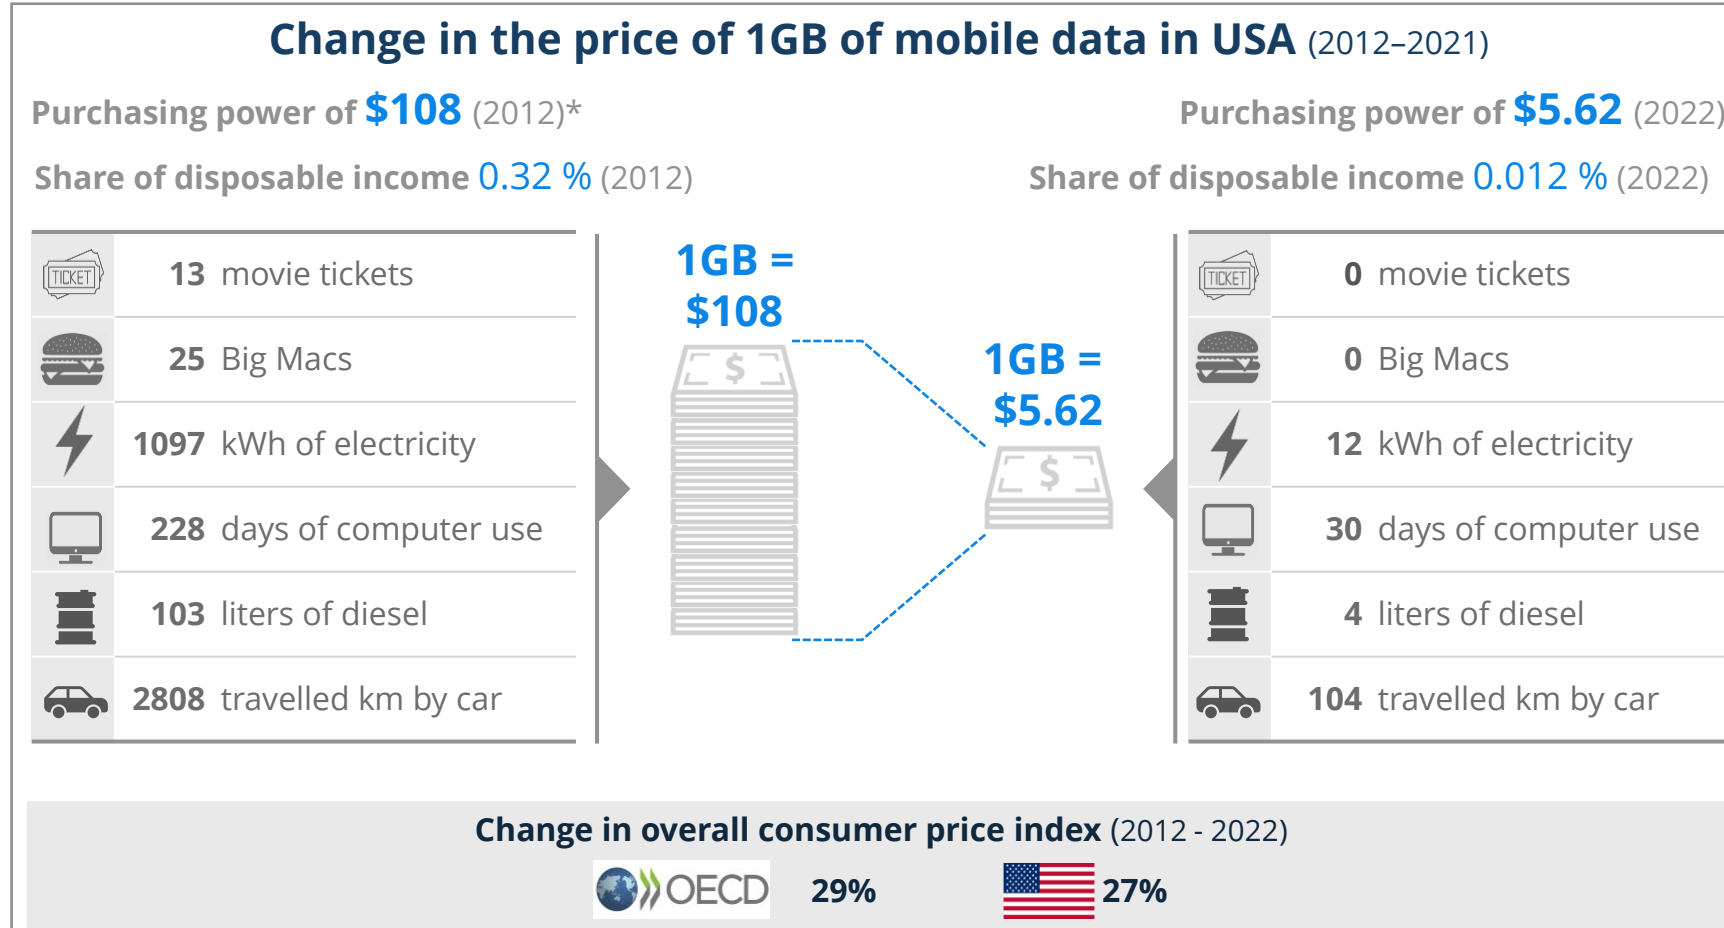 Change in the price of 1GB of mobile data in USA (2012–2021)
Purchasing power of $108 (2012)*
Purchasing power of $5.62 (2022)
Share of disposable income 0.32 % (2012)
Share of disposable income 0.012 % (2022)
TICKET 13 movie tickets
25 Big Macs
1097 kWh of electricity
228 days of computer use
103 liters of diesel
2808 travelled km by car
1GB =
$108
$
1GB =
$5.62
$
TICKET 0 movie tickets
0 Big Macs
12 kWh of electricity
30 days of computer use
4 liters of diesel
104 travelled km by car
Change in overall consumer price index (2012 - 2022)
OECD 29% 27%